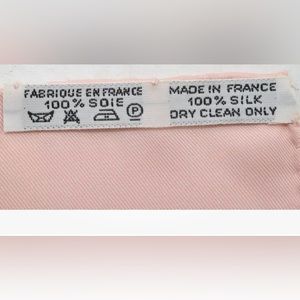 FABRIQUE EN FRANCE
100% SOIE
P
MADE IN FRANCE
100% SILK
DRY CLEAN ONLY